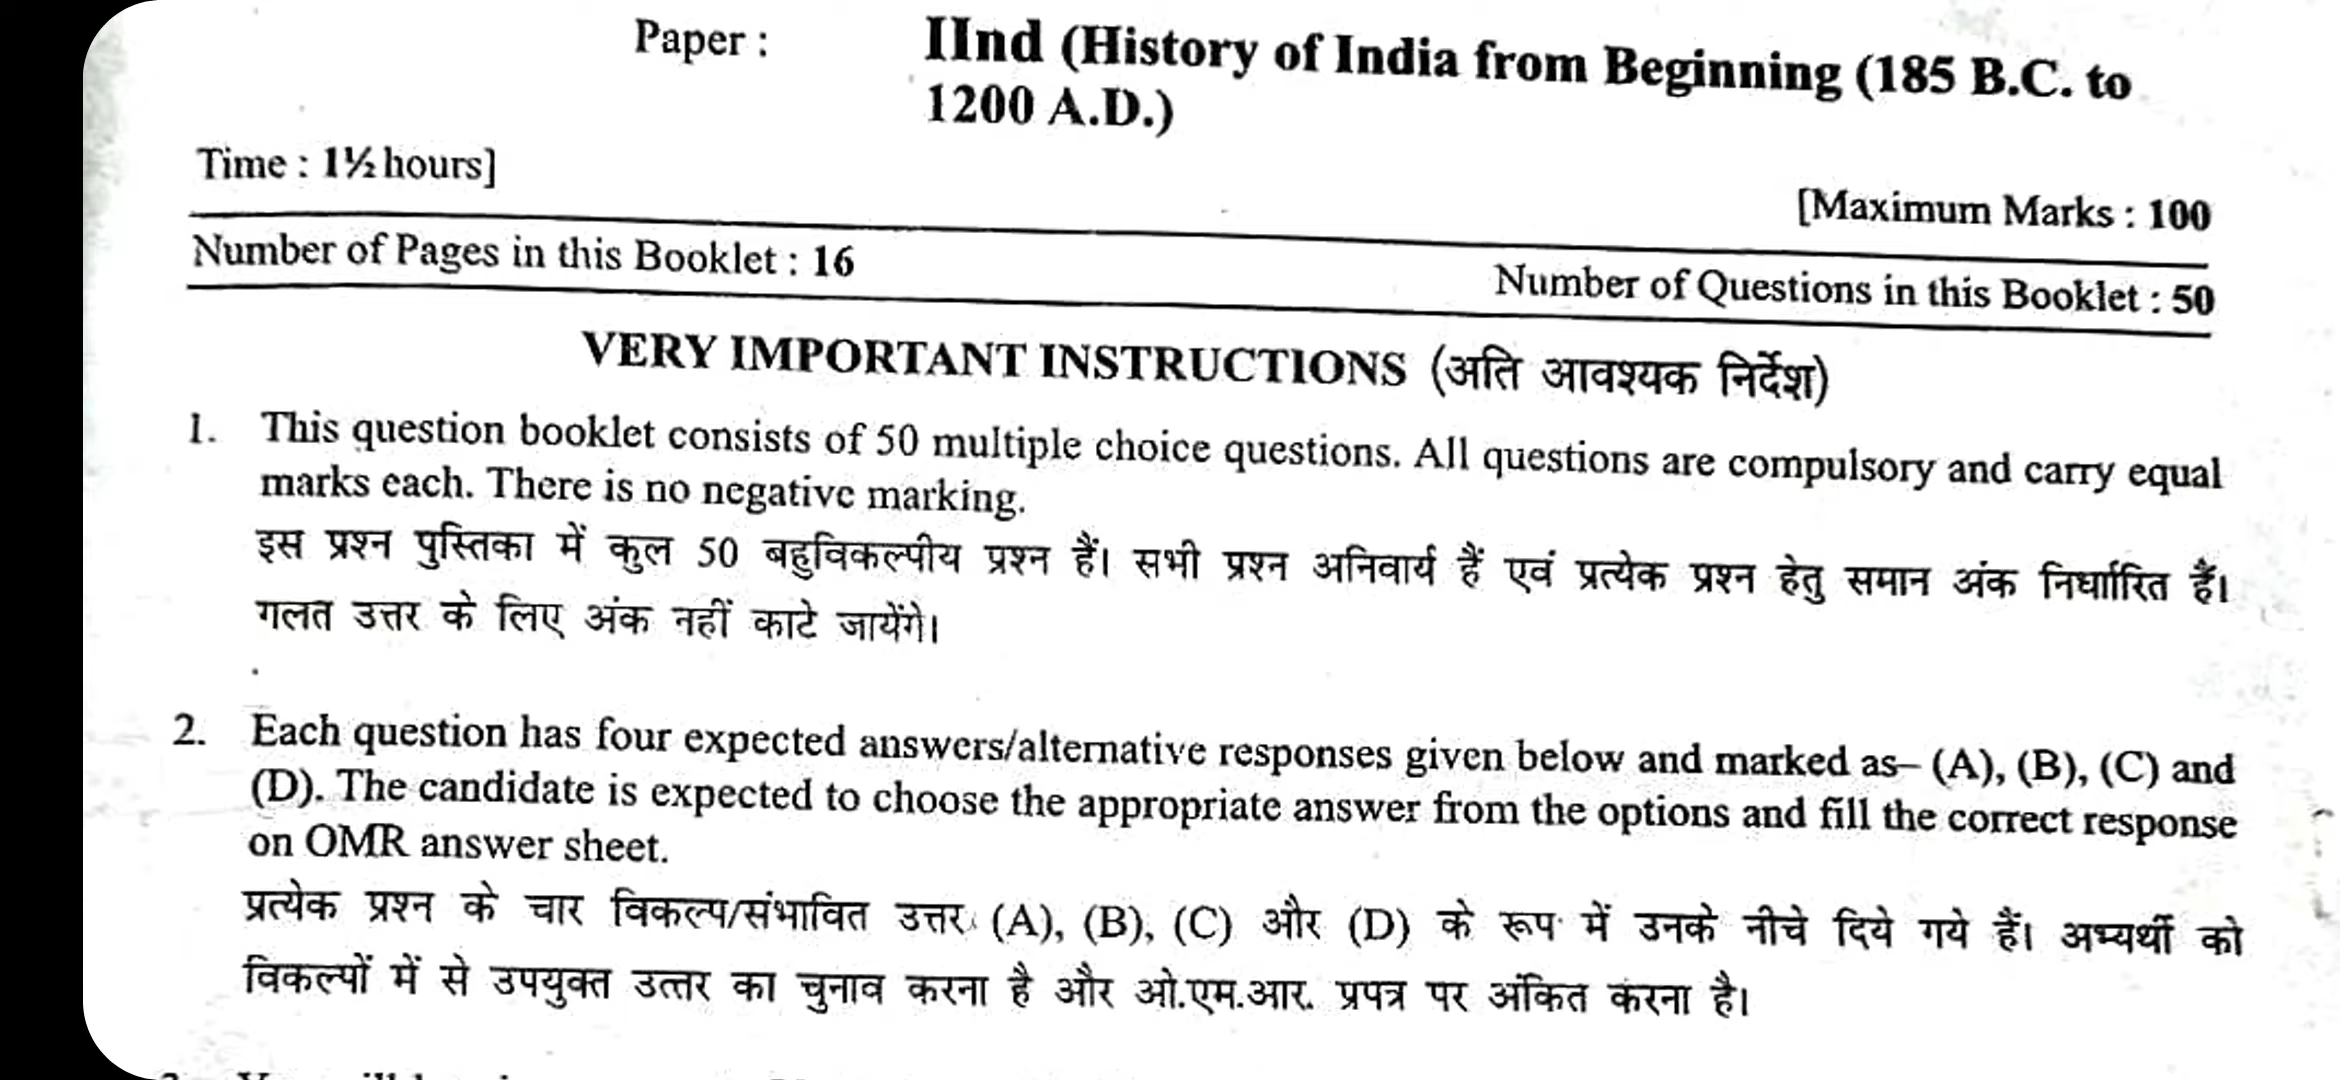 Paper : IInd (History of India from Beginning (185 B.C. to
1200 A.D.)
Time : 1½ hours]
[Maximum Marks : 100
Number of Pages in this Booklet : 16
Number of Questions in this Booklet : 50
VERY IMPORTANT INSTRUCTIONS (अति आवश्यक निर्देश)
1. This question booklet consists of 50 multiple choice questions. All questions are compulsory and carry equal
marks each. There is no negative marking.
इस प्रश्न पुस्तिका में कुल 50 बहुविकल्पीय प्रश्न हैं। सभी प्रश्न अनिवार्य हैं एवं प्रत्येक प्रश्न हेतु समान अंक निर्धारित हैं।
गलत उत्तर के लिए अंक नहीं काटे जायेंगे।
2. Each question has four expected answers/alternative responses given below and marked as– (A), (B), (C) and
(D). The candidate is expected to choose the appropriate answer from the options and fill the correct response
on OMR answer sheet.
प्रत्येक प्रश्न के चार विकल्प/संभावित उत्तर (A), (B), (C) और (D) के रूप में उनके नीचे दिये गये हैं। अभ्यर्थी को
विकल्पों में से उपयुक्त उत्तर का चुनाव करना है और ओ.एम.आर. प्रपत्र पर अंकित करना है।